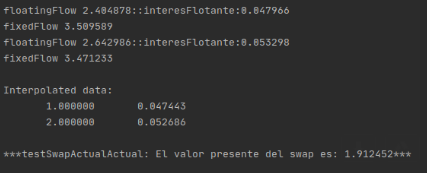 floatingFlow 2.404878::interesFlotante:0.047966
fixedFlow 3.509589
floatingFlow 2.642986::interesFlotante:0.053298
fixedFlow 3.471233
Interpolated data:
1.000000 0.047443
2.000000 0.052686
***testSwapActualActual: El valor presente del swap es: 1.912452***